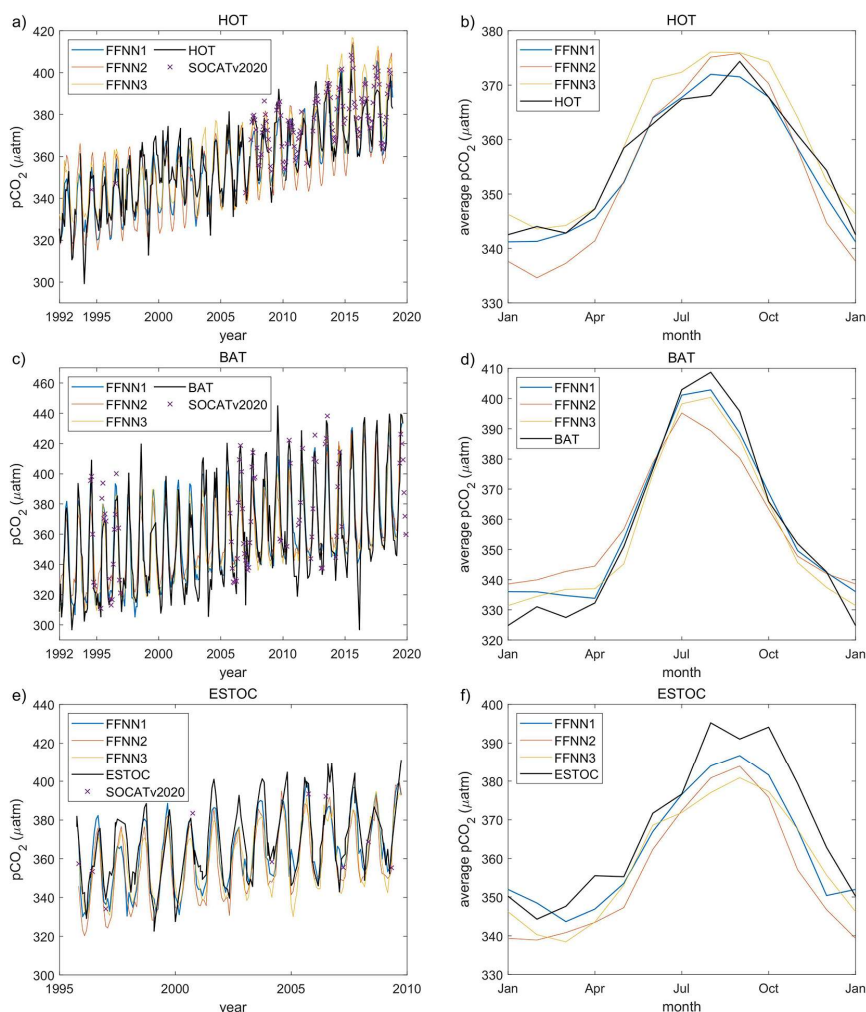 a) HOT
420
400
380
360
340
320
300
pCO2 (µatm)
FFNN1
FFNN2
FFNN3
HOT
SOCATv2020
1992 1995 2000 2005 2010 2015 2020
year
b) HOT
380
370
360
350
340
330
average pCO2 (µatm)
FFNN1
FFNN2
FFNN3
HOT
Jan Apr Jul Oct Jan
month
c) BAT
460
440
420
400
380
360
340
320
300
pCO2 (µatm)
FFNN1
FFNN2
FFNN3
BAT
SOCATv2020
1992 1995 2000 2005 2010 2015 2020
year
d) BAT
410
400
390
380
370
360
350
340
330
320
average pCO2 (µatm)
FFNN1
FFNN2
FFNN3
BAT
Jan Apr Jul Oct Jan
month
e) ESTOC
440
420
400
380
360
340
320
300
pCO2 (µatm)
FFNN1
FFNN2
FFNN3
ESTOC
SOCATv2020
1995 2000 2005 2010
year
f) ESTOC
400
390
380
370
360
350
340
330
average pCO2 (µatm)
FFNN1
FFNN2
FFNN3
ESTOC
Jan Apr Jul Oct Jan
month